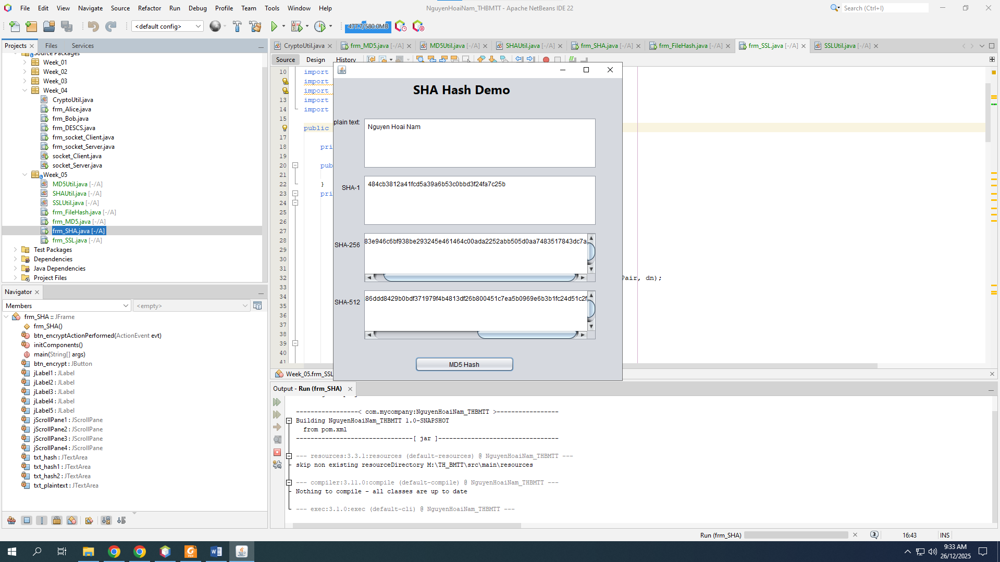 File Edit View Navigate Source Refactor Run Debug Profile Team Tools Window Help
NguyenHoaiNam_THBMTT - Apache NetBeans IDE 22
Search (Ctrl+I)
<default config>
477.7/580.0MB
Projects Files Services
CryptoUtil.java frm_MD5.java [-/A] MD5Util.java [-/A] SHAUtil.java [-/A] frm_SHA.java [-/A] frm_FileHash.java [-/A] frm_SSL.java [-/A] SSLUtil.java [-/A]
Source Design History
Source Packages
Week_01
Week_02
Week_03
Week_04
CryptoUtil.java
frm_Alice.java
frm_Bob.java
frm_DESCS.java
frm_socket_Client.java
frm_socket_Server.java
socket_Client.java
socket_Server.java
Week_05
MD5Util.java [-/A]
SHAUtil.java [-/A]
SSLUtil.java [-/A]
frm_FileHash.java [-/A]
frm_MD5.java [-/A]
frm_SHA.java [-/A]
frm_SSL.java [-/A]
Test Packages
Dependencies
Java Dependencies
Project Files
Navigator
Members
<empty>
frm_SHA :: JFrame
frm_SHA()
btn_encryptActionPerformed(ActionEvent evt)
initComponents()
main(String[] args)
btn_encrypt : JButton
jLabel1 : JLabel
jLabel2 : JLabel
jLabel3 : JLabel
jLabel4 : JLabel
jLabel5 : JLabel
jScrollPane1 : JScrollPane
jScrollPane2 : JScrollPane
jScrollPane3 : JScrollPane
jScrollPane4 : JScrollPane
txt_hash : JTextArea
txt_hash1 : JTextArea
txt_hash2 : JTextArea
txt_plaintext : JTextArea
10 import
import
import
13 import
14 import
15
public
17
18 pri
19
20 pub
21
22 }
23 pri
24
25
26
27
28
29
30
31
32 Pair, dn);
33
34
35
36
37
38
39
40
41
SHA Hash Demo
plain text:
Nguyen Hoai Nam
SHA-1
484cb3812a41fcd5a39a6b53c0bbd3f24fa7c25b
SHA-256
83e946c6bf938be293245e461464c00ada2252abb505d0aa7483517843dc7a
SHA-512
86ddd8429b0bdf371979f4b4813df26b800451c7ea5b0969e6b3b1fc24d51c2f
MD5 Hash
Week_05.frm_SSL
Output - Run (frm_SHA)
-----------------< com.mycompany:NguyenHoaiNam_THBMTT >-----------------
Building NguyenHoaiNam_THBMTT 1.0-SNAPSHOT
from pom.xml
--------------------------------[ jar ]---------------------------------
--- resources:3.3.1:resources (default-resources) @ NguyenHoaiNam_THBMTT ---
skip non existing resourceDirectory M:\TH_BMTT\src\main\resources
--- compiler:3.11.0:compile (default-compile) @ NguyenHoaiNam_THBMTT ---
Nothing to compile - all classes are up to date
--- exec:3.1.0:exec (default-cli) @ NguyenHoaiNam_THBMTT ---
Run (frm_SHA)
3
16:43
INS
9:33 AM
26/12/2025